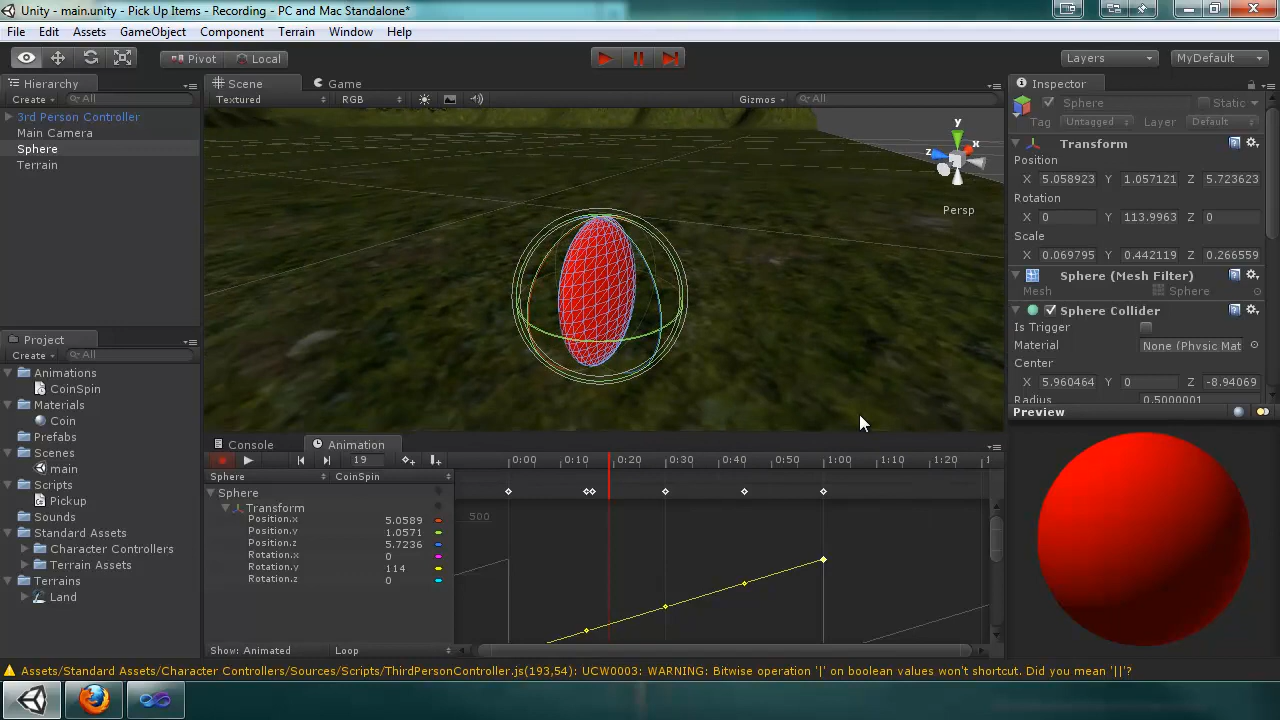 Unity - main.unity - Pick Up Items - Recording - PC and Mac Standalone*
File Edit Assets GameObject Component Terrain Window Help
Pivot Local Layers MyDefault
Hierarchy
Create All
3rd Person Controller
Main Camera
Sphere
Terrain
Scene Game
Textured RGB Gizmos All
y
x
z
Persp
Inspector
Sphere Static
Tag Untagged Layer Default
Transform
Position
X 5.058923 Y 1.057121 Z 5.723623
Rotation
X 0 Y 113.9963 Z 0
Scale
X 0.069795 Y 0.442119 Z 0.266559
Sphere (Mesh Filter)
Mesh Sphere
Sphere Collider
Is Trigger
Material None (Physic Mat
Center
X 5.960464 Y 0 Z -8.94069
Radius 0.5000001
Preview
Project
Create All
Animations
CoinSpin
Materials
Coin
Prefabs
Scenes
main
Scripts
Pickup
Sounds
Standard Assets
Character Controllers
Terrain Assets
Terrains
Land
Console Animation
19 0:00 0:10 0:20 0:30 0:40 0:50 1:00 1:10 1:20
Sphere CoinSpin
Sphere
Transform
500
Position.x 5.0589
Position.y 1.0571
Position.z 5.7236
Rotation.x 0
Rotation.y 114
Rotation.z 0
Show: Animated Loop
Assets/Standard Assets/Character Controllers/Sources/Scripts/ThirdPersonController.js(193,54): UCW0003: WARNING: Bitwise operation '|' on boolean values won't shortcut. Did you mean '||'?